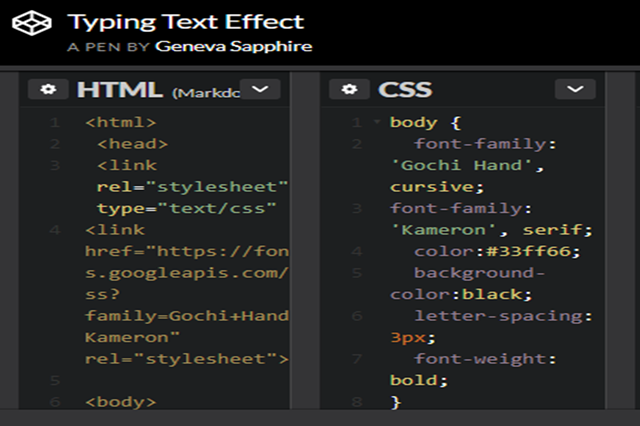 Typing Text Effect
A PEN BY Geneva Sapphire
HTML (Markdo
CSS
1 <html>
2 <head>
3 <link
rel="stylesheet"
type="text/css"
4 <link
href="https://fon
s.googleapis.com/
ss?
family=Gochi+Hand
Kameron"
rel="stylesheet">
5
6 <body>
1 body {
2 font-family:
'Gochi Hand',
cursive;
3 font-family:
'Kameron', serif;
4 color:#33ff66;
5 background-
color:black;
6 letter-spacing:
3px;
7 font-weight:
bold;
8 }